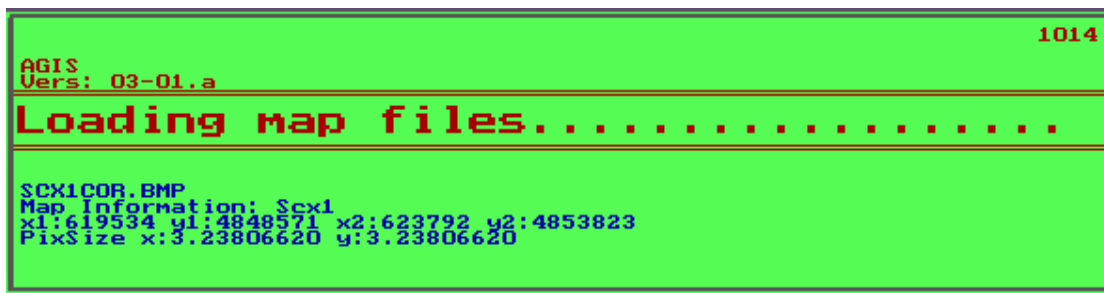 1014
AGIS
Vers: 03-01.a
Loading map files..................
SCX1COR.BMP
Map Information: Scx1
x1:619534 y1:4848571 x2:623792 y2:4853823
PixSize x:3.23806620 y:3.23806620